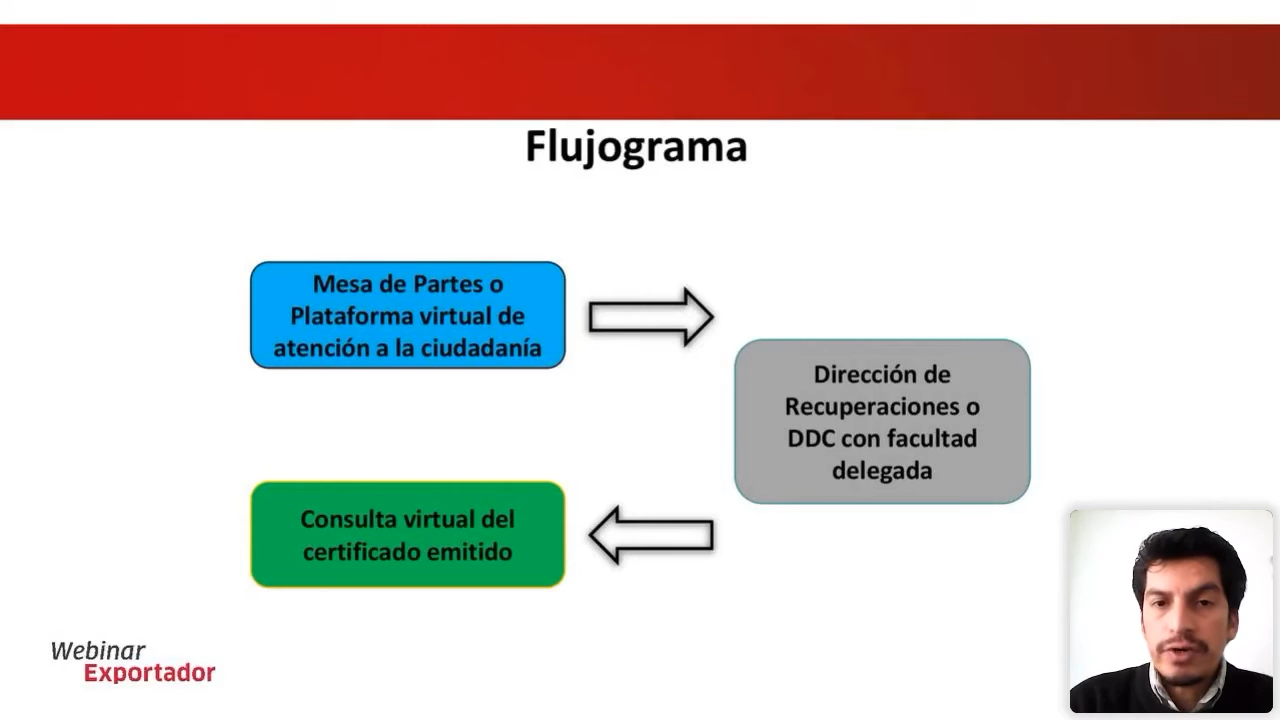 Flujograma
Mesa de Partes o
Plataforma virtual de
atención a la ciudadanía
Dirección de
Recuperaciones o
DDC con facultad
delegada
Consulta virtual del
certificado emitido
Webinar
Exportador